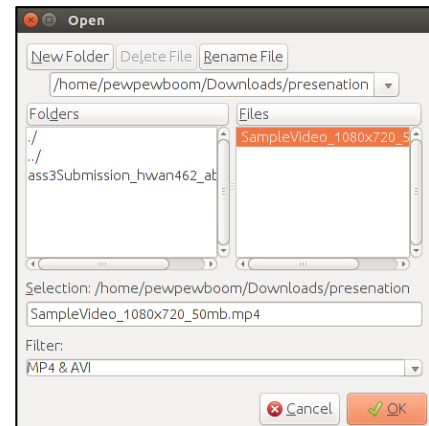 Open
New Folder Delete File Rename File
/home/pewpewboom/Downloads/presenation
Folders Files
./ SampleVideo_1080x720_5
../
ass3Submission_hwan462_ab
Selection: /home/pewpewboom/Downloads/presenation
SampleVideo_1080x720_50mb.mp4
Filter:
MP4 & AVI
Cancel OK